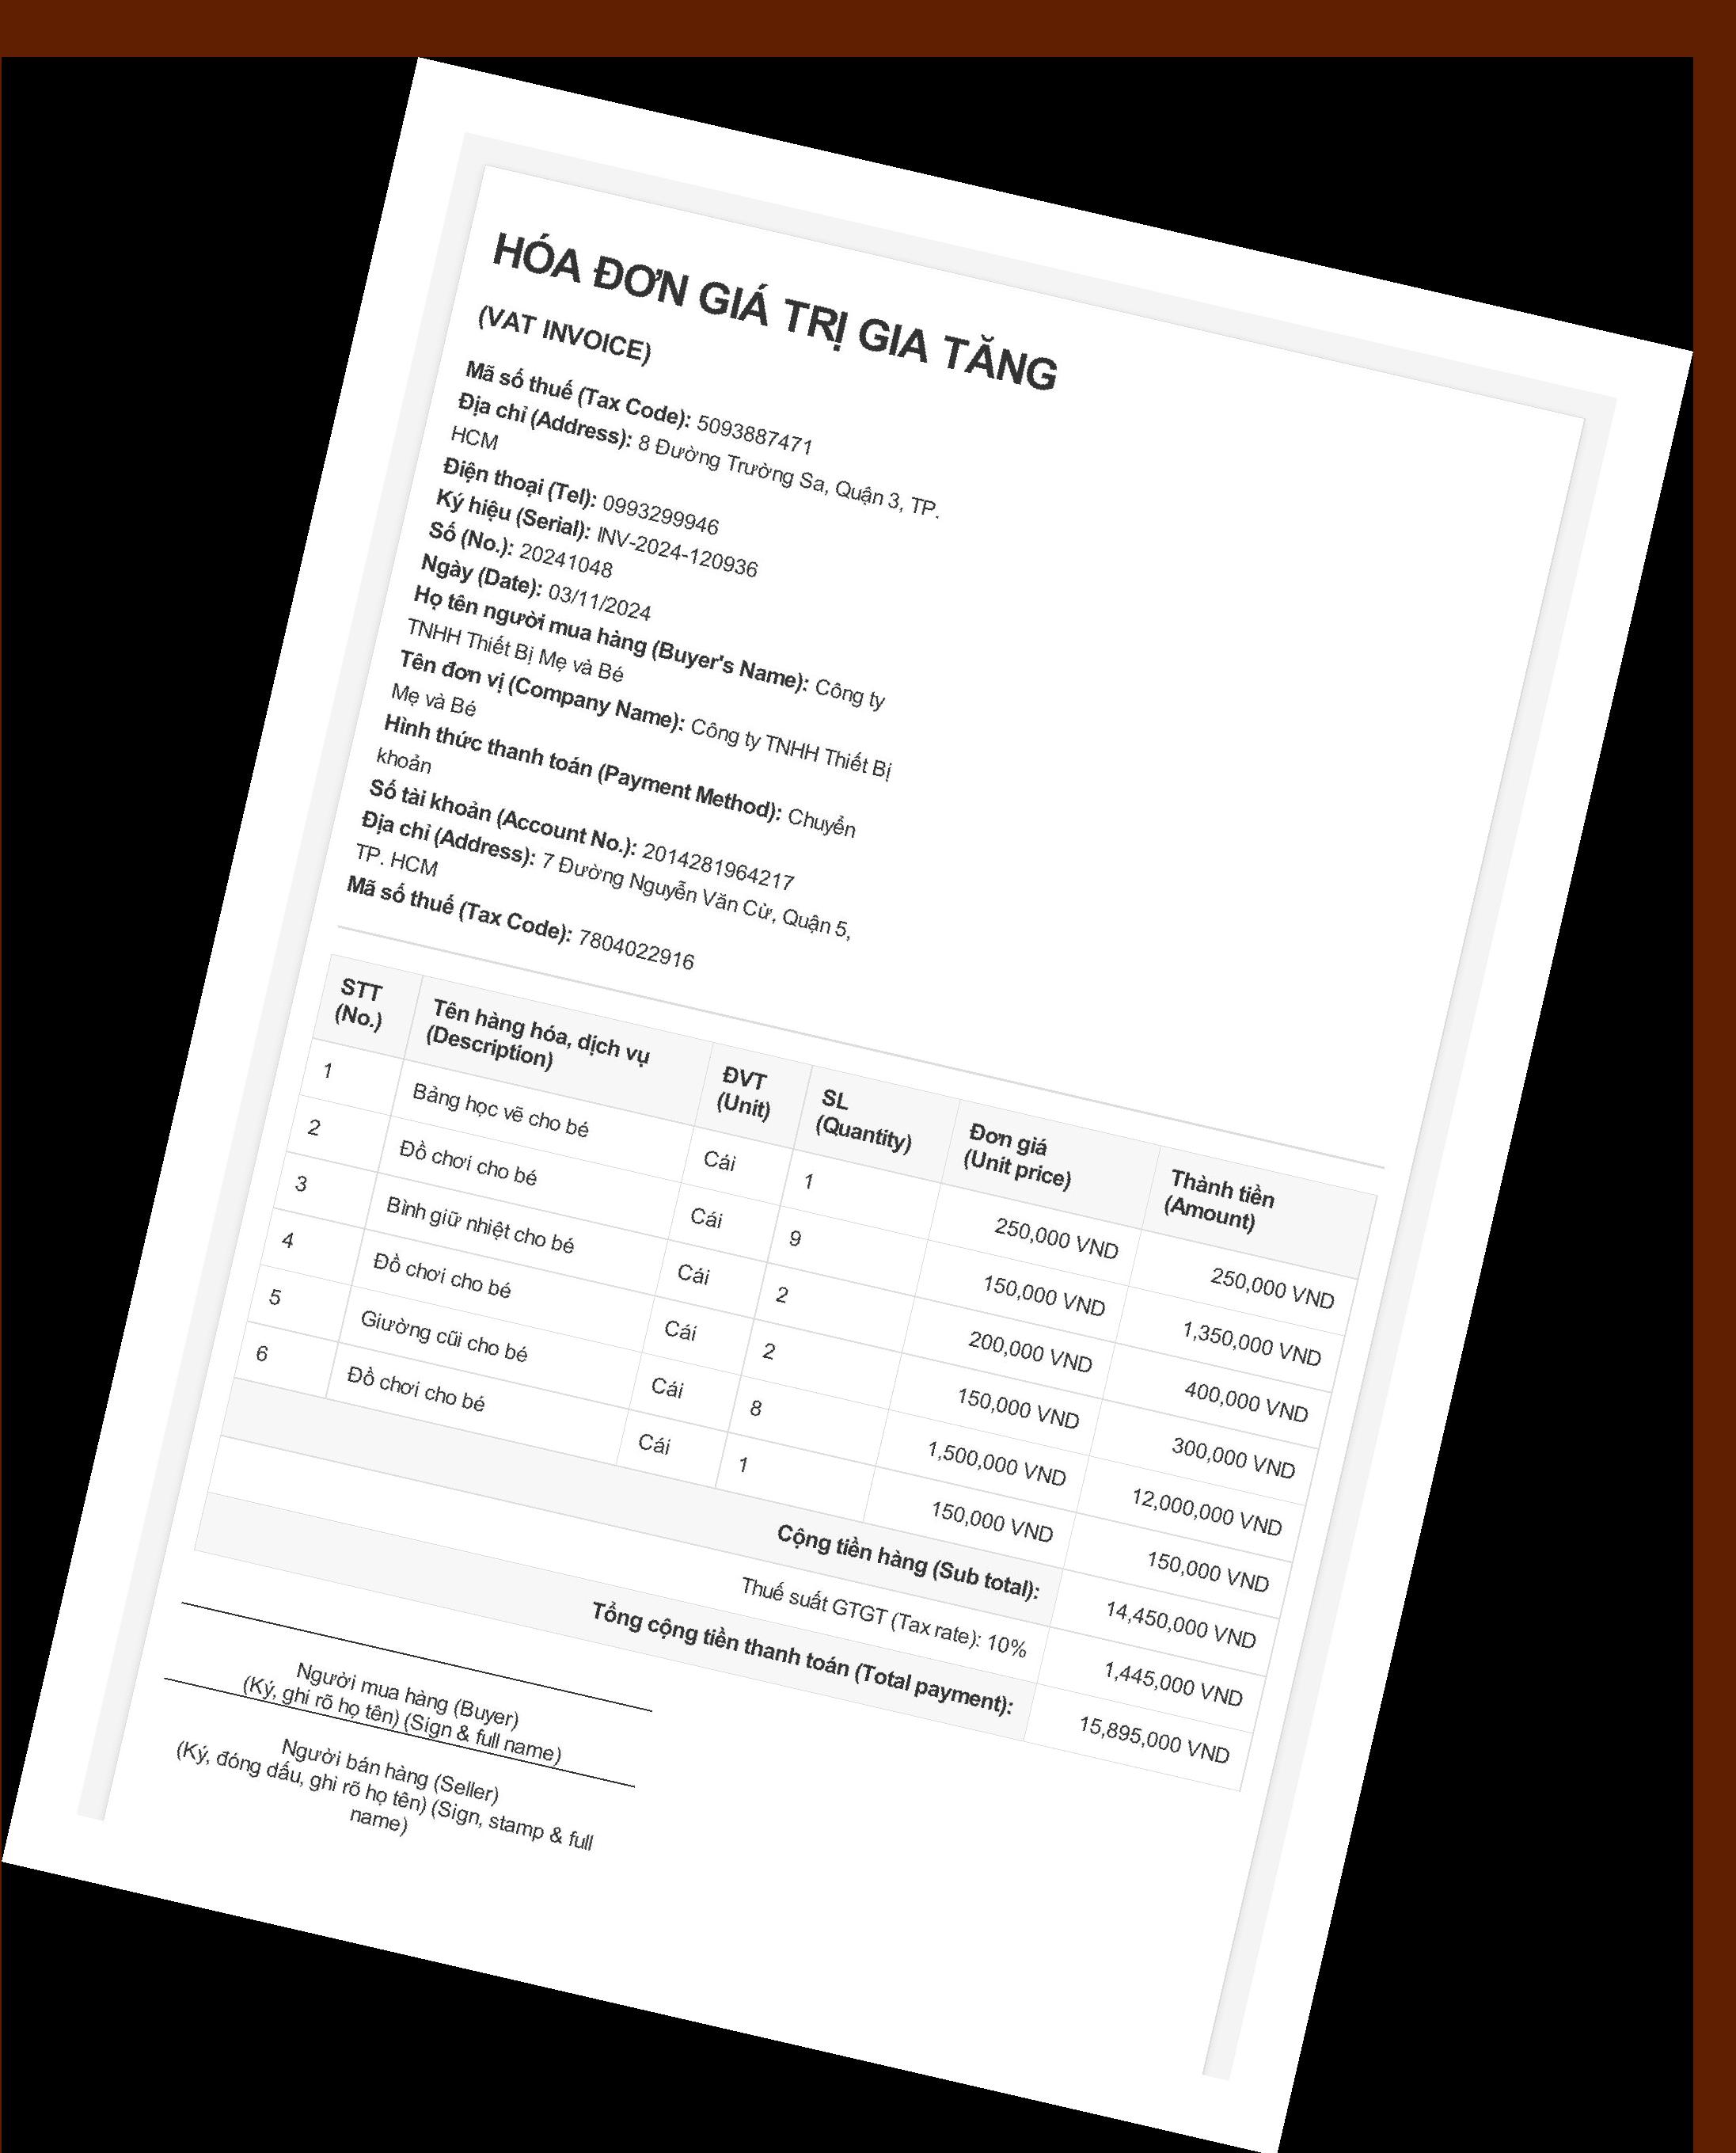 HÓA ĐƠN GIÁ TRỊ GIA TĂNG
(VAT INVOICE)
Mã số thuế (Tax Code): 5093887471
Địa chỉ (Address): 8 Đường Trường Sa, Quận 3, TP.
HCM
Điện thoại (Tel): 0993299946
Ký hiệu (Serial): INV-2024-120936
Số (No.): 20241048
Ngày (Date): 03/11/2024
Họ tên người mua hàng (Buyer's Name): Công ty
TNHH Thiết Bị Mẹ và Bé
Tên đơn vị (Company Name): Công ty TNHH Thiết Bị
Mẹ và Bé
Hình thức thanh toán (Payment Method): Chuyển
khoản
Số tài khoản (Account No.): 2014281964217
Địa chỉ (Address): 7 Đường Nguyễn Văn Cừ, Quận 5,
TP. HCM
Mã số thuế (Tax Code): 7804022916
STT (No.) Tên hàng hóa, dịch vụ (Description) ĐVT (Unit) SL (Quantity) Đơn giá (Unit price) Thành tiền (Amount)
1 Bảng học vẽ cho bé Cái 1 250,000 VND 250,000 VND
2 Đồ chơi cho bé Cái 9 150,000 VND 1,350,000 VND
3 Bình giữ nhiệt cho bé Cái 2 200,000 VND 400,000 VND
4 Đồ chơi cho bé Cái 2 150,000 VND 300,000 VND
5 Giường cũi cho bé Cái 8 1,500,000 VND 12,000,000 VND
6 Đồ chơi cho bé Cái 1 150,000 VND 150,000 VND
Cộng tiền hàng (Sub total): 14,450,000 VND
Thuế suất GTGT (Tax rate): 10% 1,445,000 VND
Tổng cộng tiền thanh toán (Total payment): 15,895,000 VND
Người mua hàng (Buyer)
(Ký, ghi rõ họ tên) (Sign & full name)
Người bán hàng (Seller)
(Ký, đóng dấu, ghi rõ họ tên) (Sign, stamp & full
name)